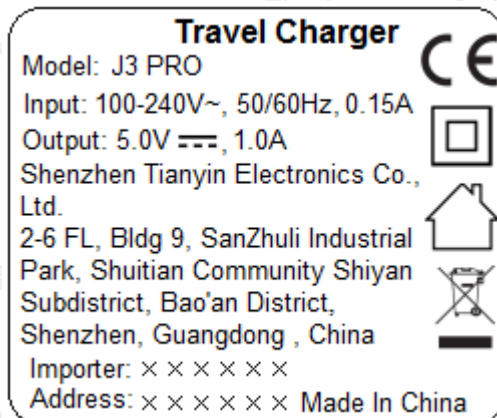 Travel Charger
Model: J3 PRO
CE
Input: 100-240V~, 50/60Hz, 0.15A
Output: 5.0V ⎓, 1.0A
Shenzhen Tianyin Electronics Co.,
Ltd.
2-6 FL, Bldg 9, SanZhuli Industrial
Park, Shuitian Community Shiyan
Subdistrict, Bao'an District,
Shenzhen, Guangdong , China
Importer: × × × × × ×
Address: × × × × × × Made In China